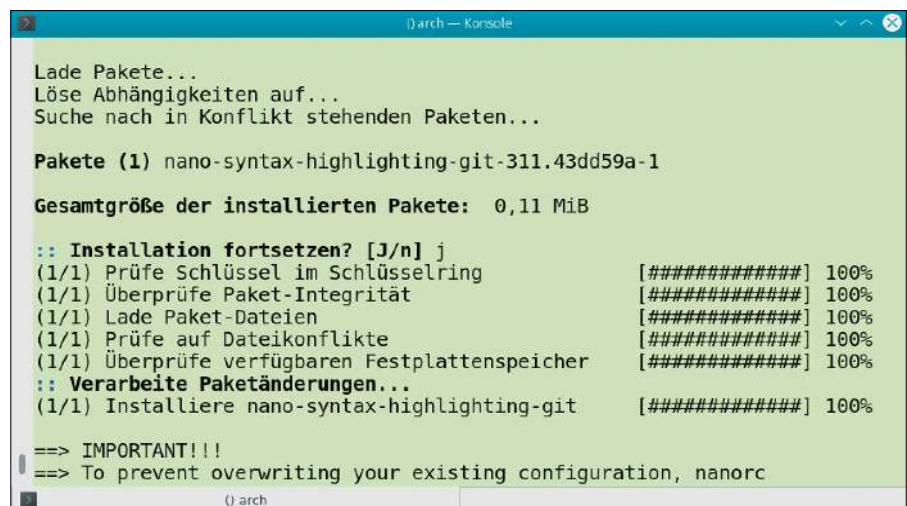 () arch — Konsole
Lade Pakete...
Löse Abhängigkeiten auf...
Suche nach in Konflikt stehenden Paketen...
Pakete (1) nano-syntax-highlighting-git-311.43dd59a-1
Gesamtgröße der installierten Pakete:  0,11 MiB
:: Installation fortsetzen? [J/n] j
(1/1) Prüfe Schlüssel im Schlüsselring [#############] 100%
(1/1) Überprüfe Paket-Integrität [#############] 100%
(1/1) Lade Paket-Dateien [#############] 100%
(1/1) Prüfe auf Dateikonflikte [#############] 100%
(1/1) Überprüfe verfügbaren Festplattenspeicher [#############] 100%
:: Verarbeite Paketänderungen...
(1/1) Installiere nano-syntax-highlighting-git [#############] 100%
==> IMPORTANT!!!
==> To prevent overwriting your existing configuration, nanorc
() arch